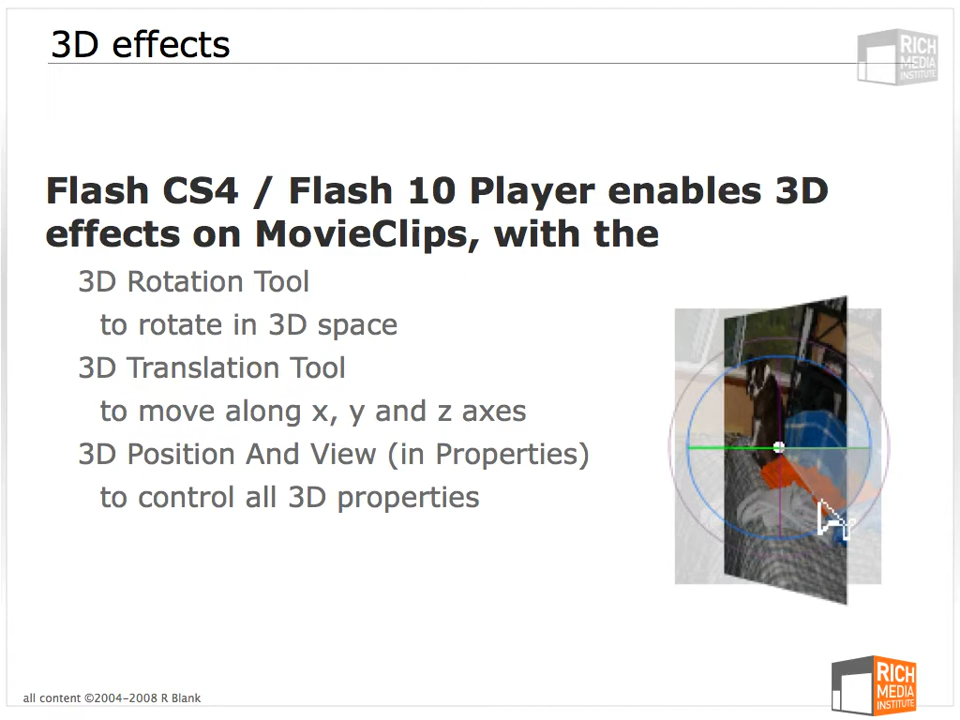 3D effects
RICH
MEDIA
INSTITUTE
Flash CS4 / Flash 10 Player enables 3D
effects on MovieClips, with the
3D Rotation Tool
to rotate in 3D space
3D Translation Tool
to move along x, y and z axes
3D Position And View (in Properties)
to control all 3D properties
y
all content ©2004-2008 R Blank
RICH
MEDIA
INSTITUTE